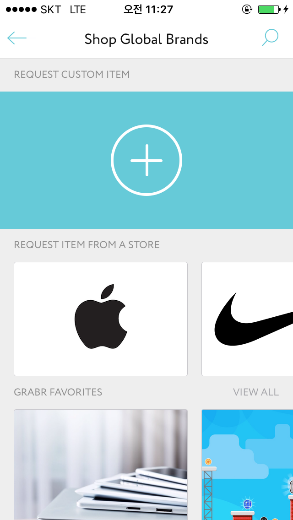 SKT LTE 오전 11:27
Shop Global Brands
REQUEST CUSTOM ITEM
REQUEST ITEM FROM A STORE
GRABR FAVORITES VIEW ALL